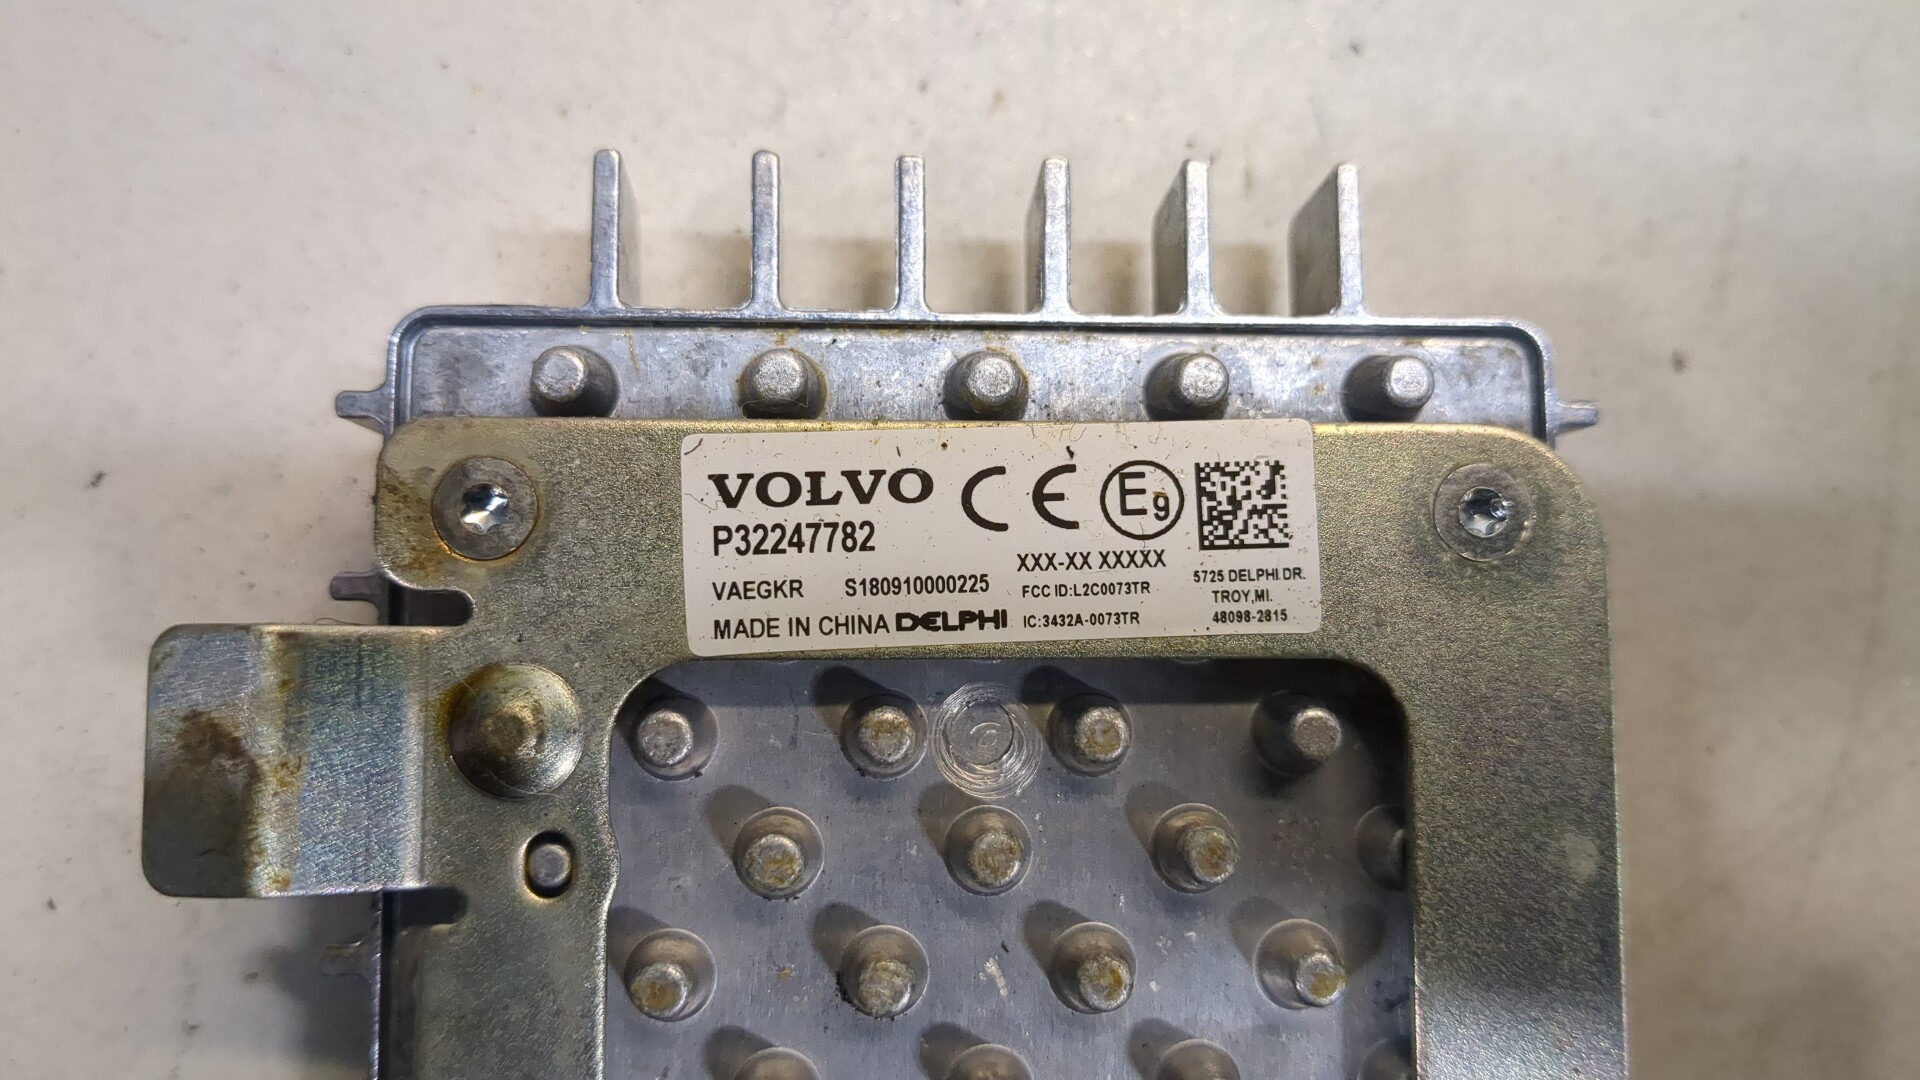 VOLVO CE E9
P32247782
XXX-XX XXXXX
VAEGKR S180910000225 FCC ID:L2C0073TR
MADE IN CHINA DELPHI IC:3432A-0073TR
5725 DELPHI DR.
TROY,MI.
48098-2815